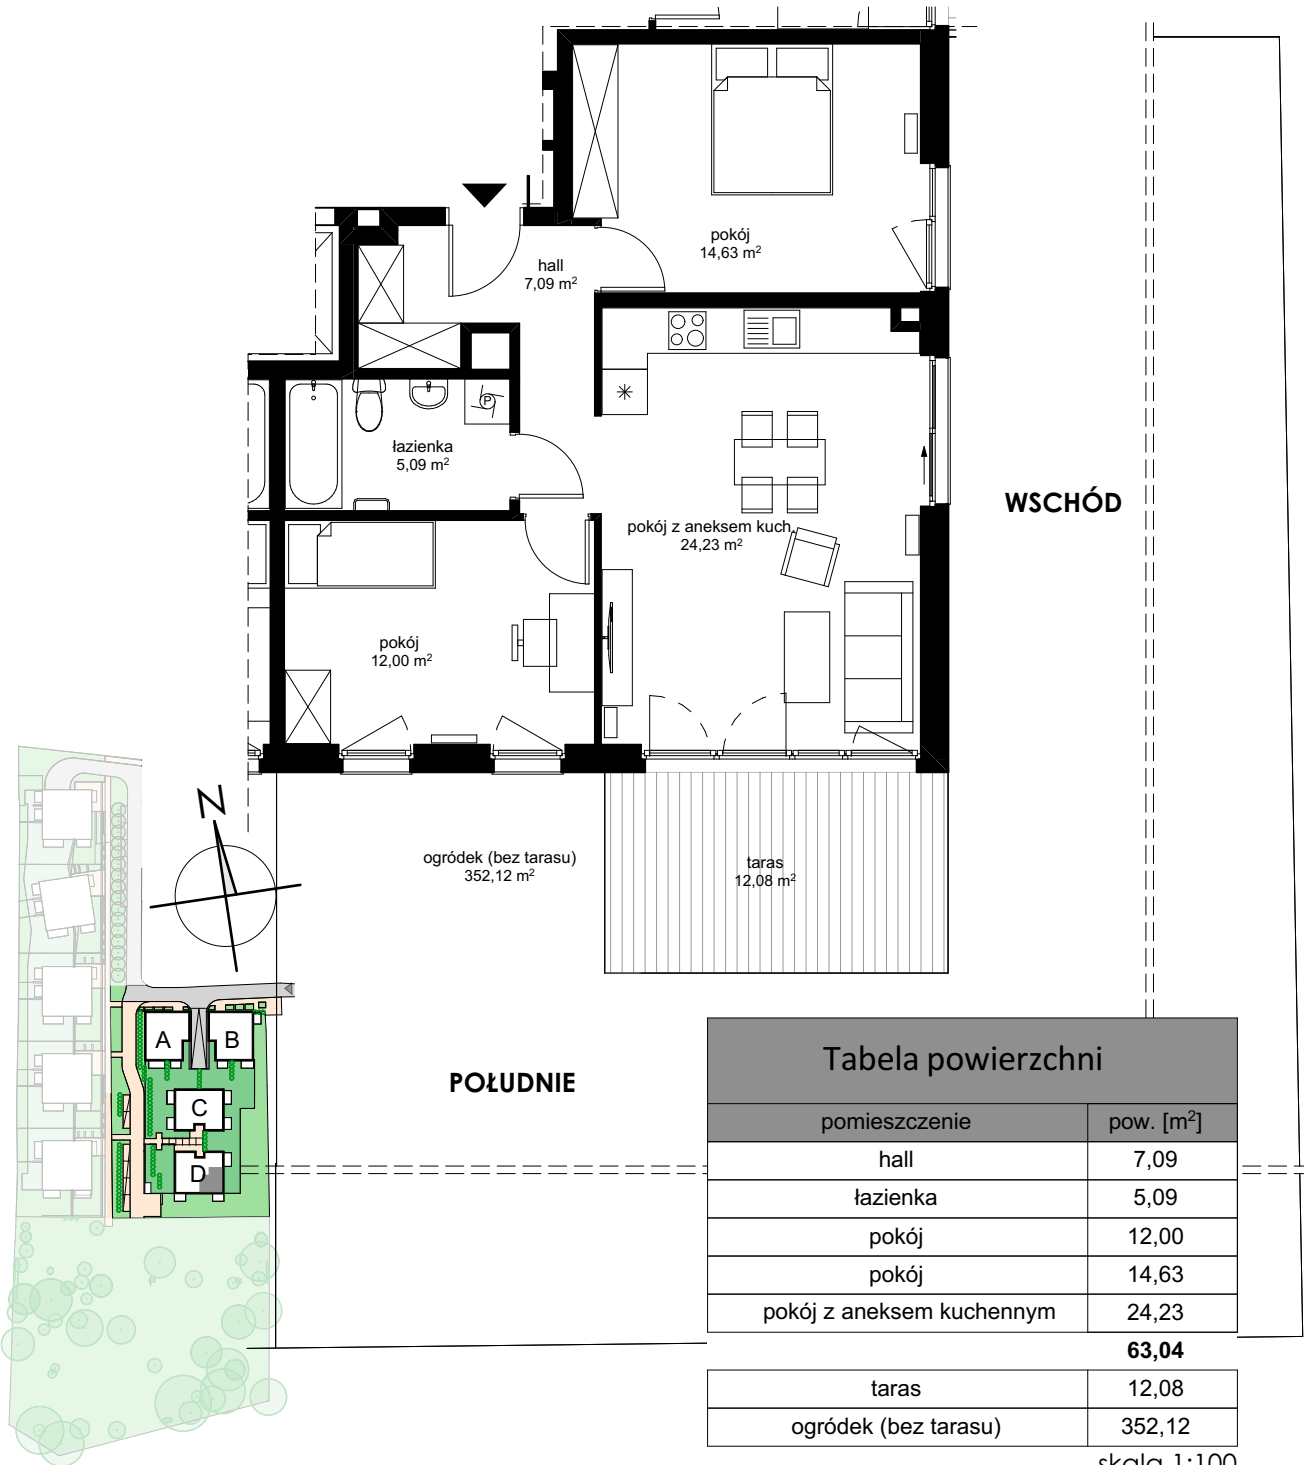 pokój
14,63 m²
hall
7,09 m²
łazienka
5,09 m²
P
pokój z aneksem kuch.
24,23 m²
WSCHÓD
pokój
12,00 m²
N
ogródek (bez tarasu)
352,12 m²
taras
12,08 m²
A
B
C
D
POŁUDNIE
Tabela powierzchni
pomieszczenie pow. [m²]
hall 7,09
łazienka 5,09
pokój 12,00
pokój 14,63
pokój z aneksem kuchennym 24,23
63,04
taras 12,08
ogródek (bez tarasu) 352,12
skala 1:100